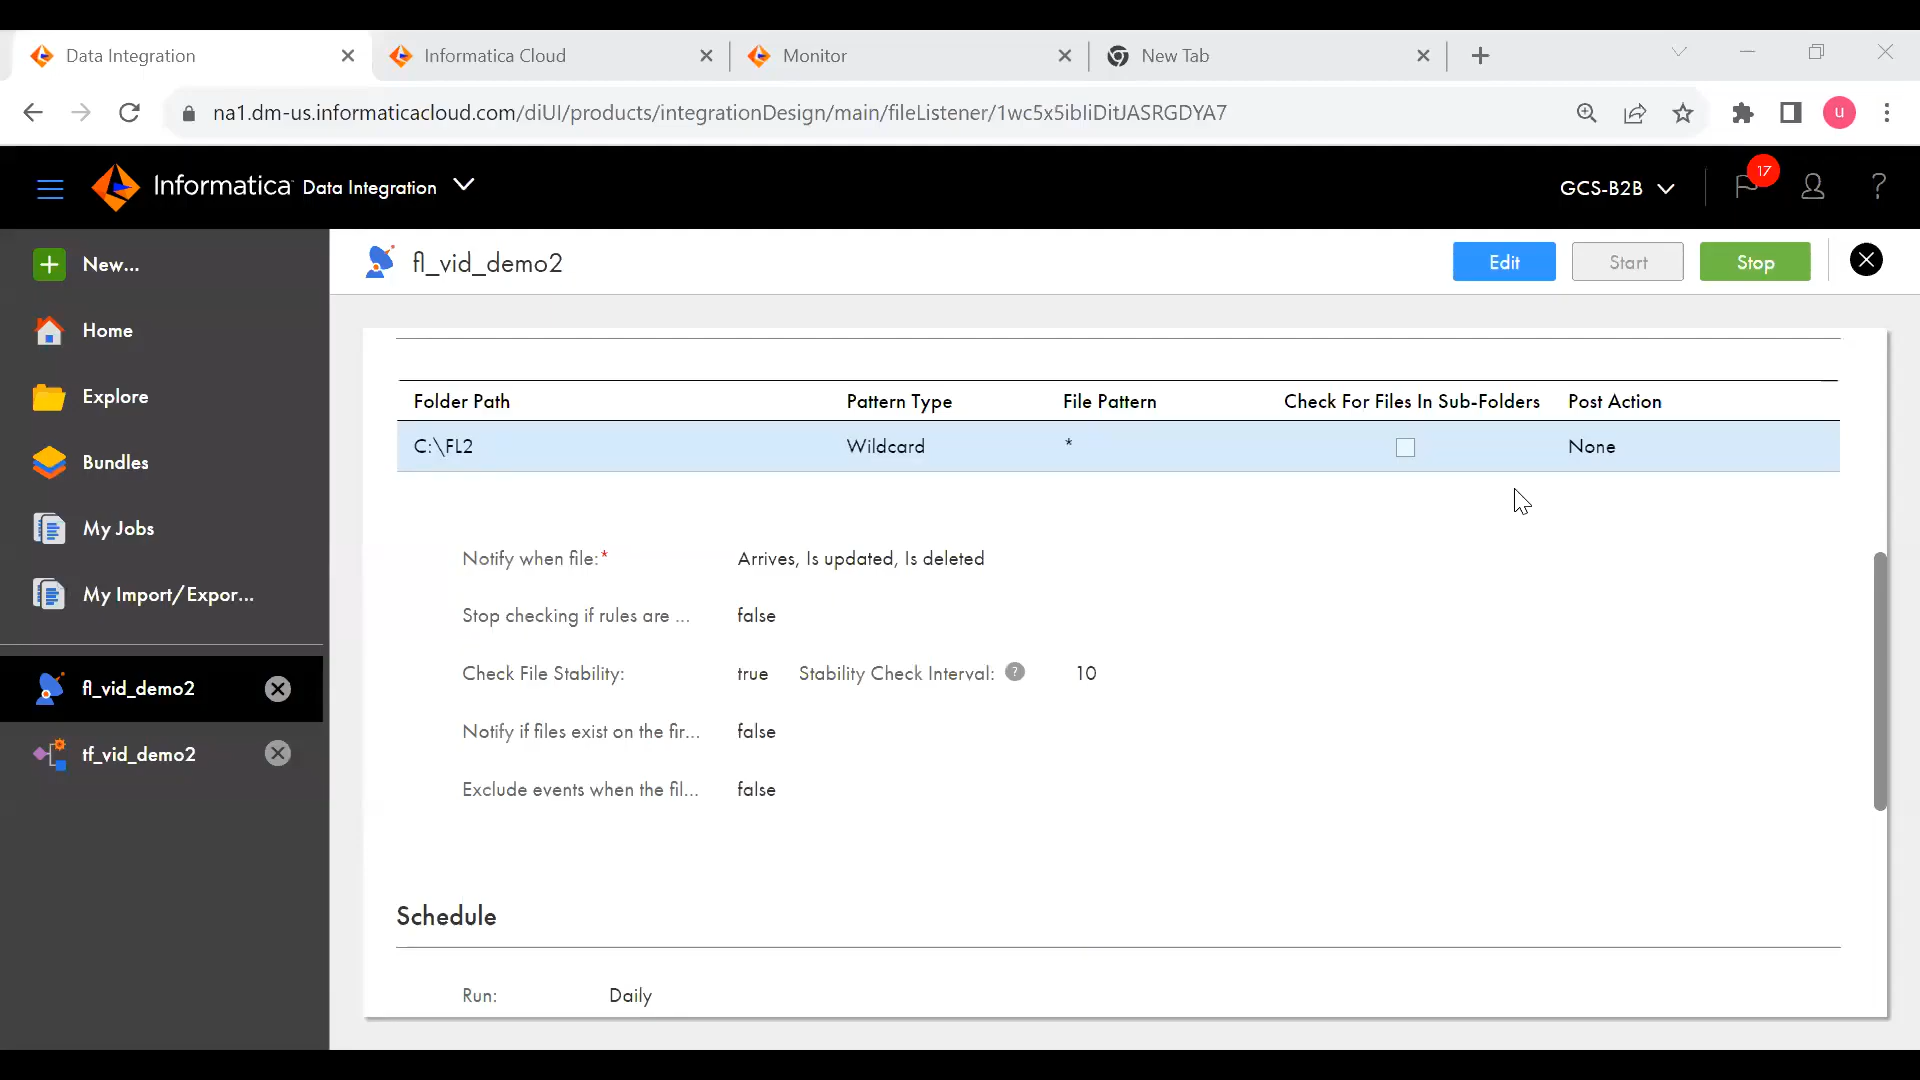 Data Integration
Informatica Cloud
Monitor
New Tab
na1.dm-us.informaticacloud.com/diUI/products/integrationDesign/main/fileListener/1wc5x5ibIiDitJASRGDYA7
u
Informatica Data Integration
GCS-B2B
17
?
New...
Home
Explore
Bundles
My Jobs
My Import/Expor...
fl_vid_demo2
tf_vid_demo2
fl_vid_demo2
Edit
Start
Stop
Folder Path Pattern Type File Pattern Check For Files In Sub-Folders Post Action
C:\FL2 Wildcard * None
Notify when file:* Arrives, Is updated, Is deleted
Stop checking if rules are ... false
Check File Stability: true Stability Check Interval: ? 10
Notify if files exist on the fir... false
Exclude events when the fil... false
Schedule
Run: Daily